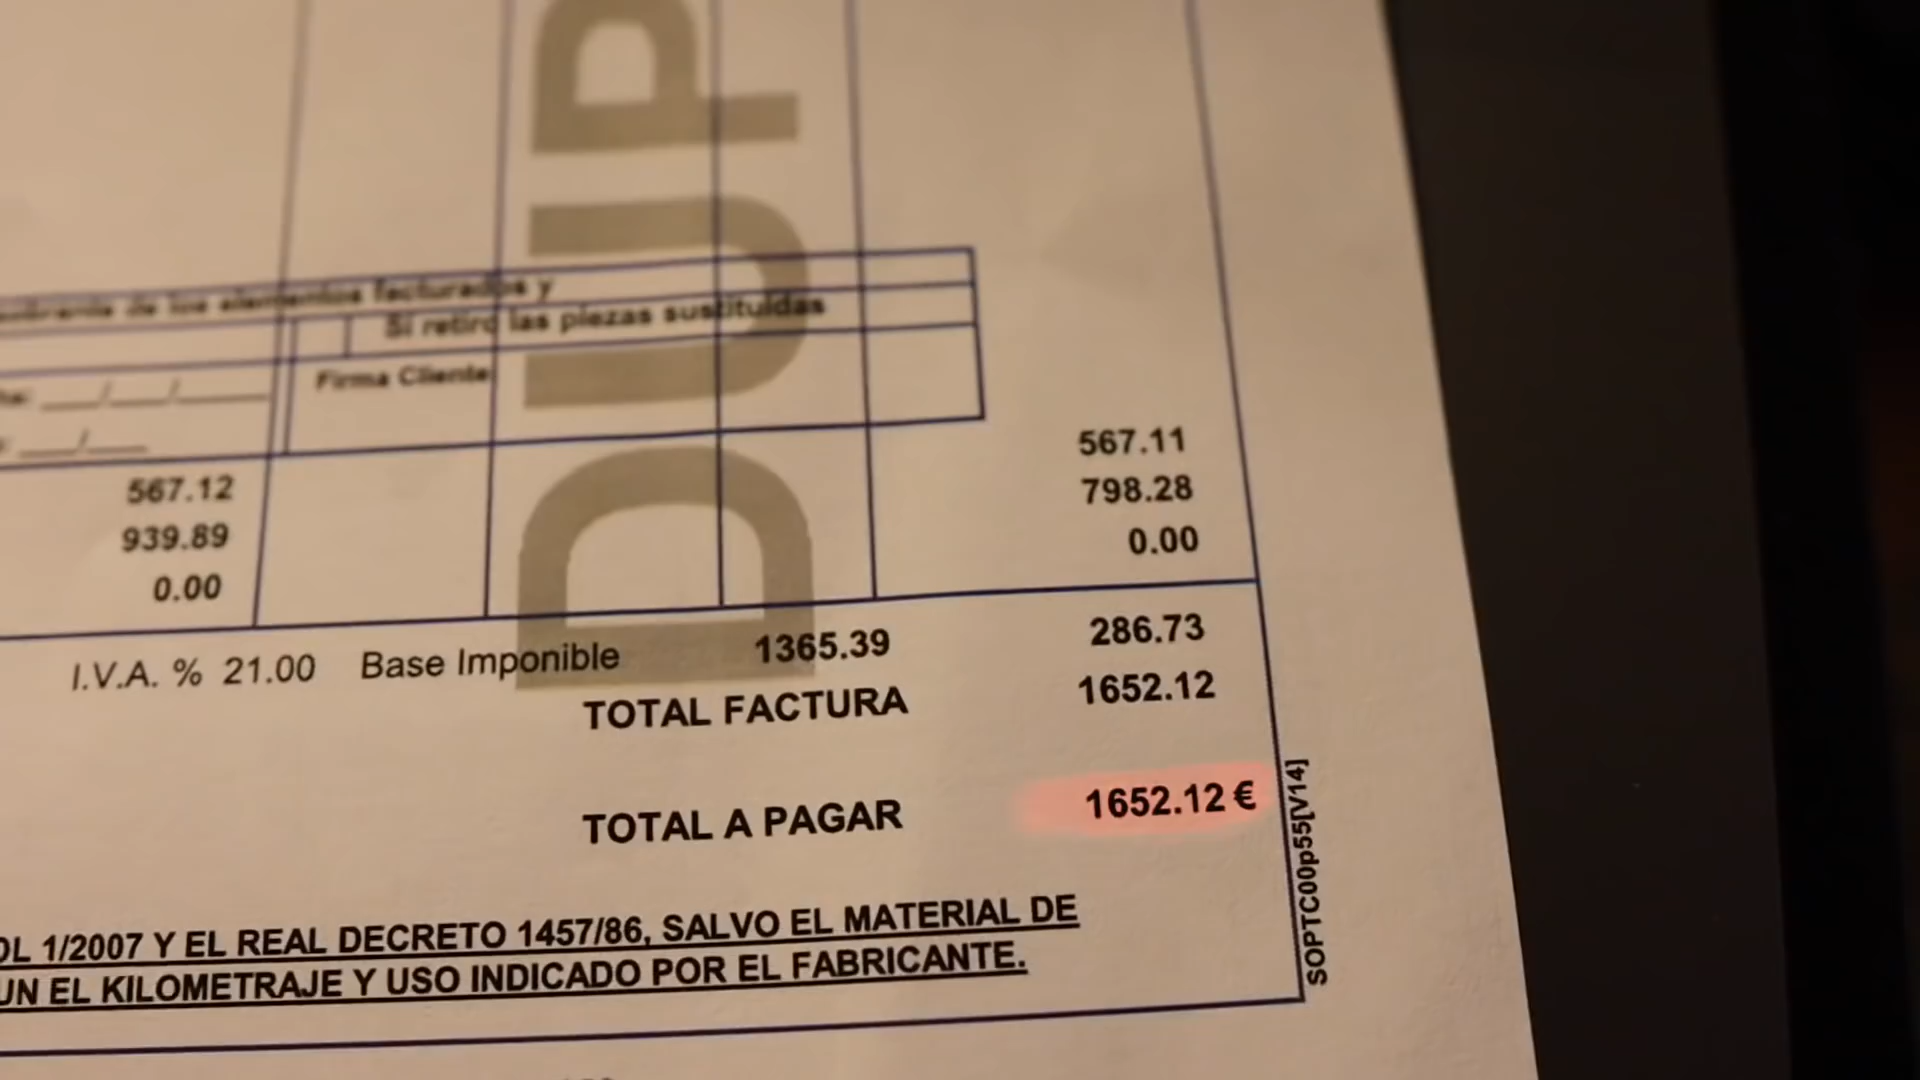 DUP
de los elementos facturados y
Si retiro las piezas sustituidas
Firma Cliente
567.12 567.11
939.89 798.28
0.00 0.00
I.V.A. % 21.00 Base Imponible 1365.39 286.73
TOTAL FACTURA 1652.12
TOTAL A PAGAR 1652.12 €
DL 1/2007 Y EL REAL DECRETO 1457/86, SALVO EL MATERIAL DE
UN EL KILOMETRAJE Y USO INDICADO POR EL FABRICANTE.
SOPTC00p55[V14]